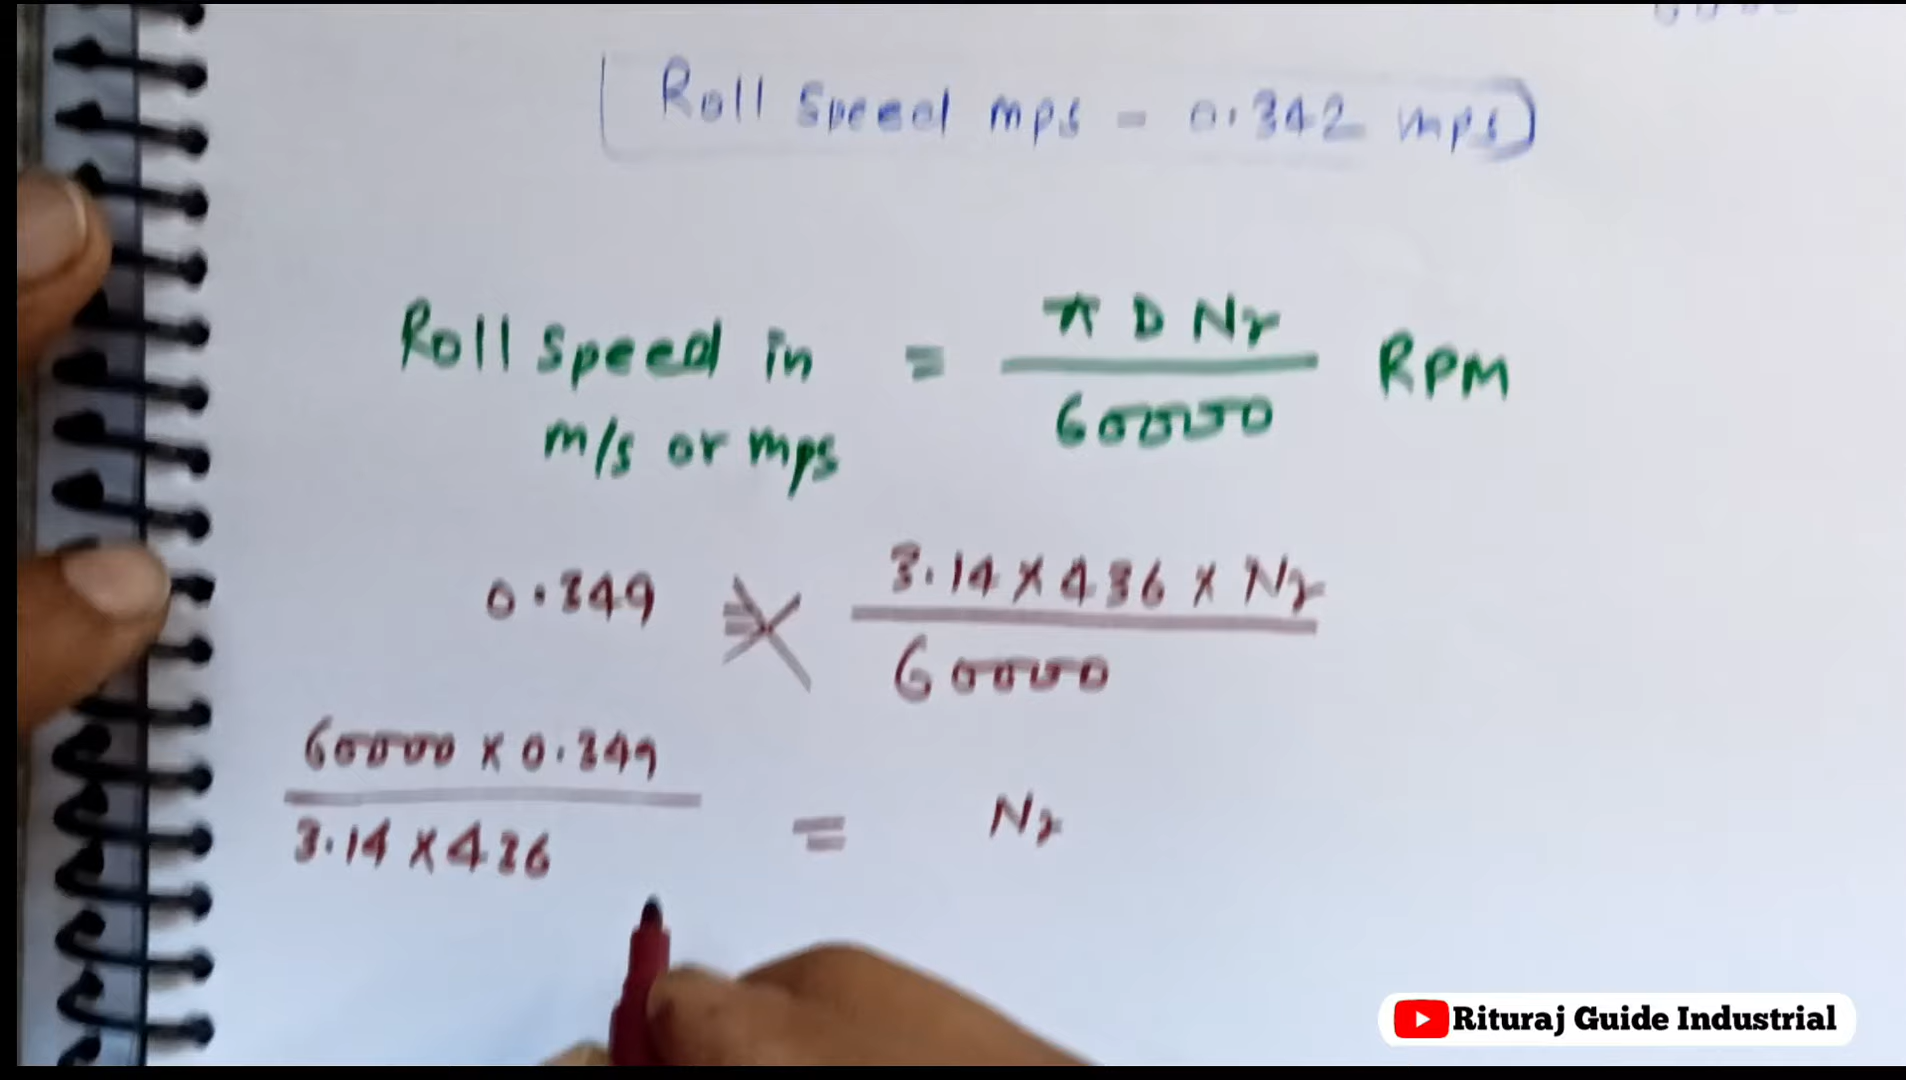 Roll Speed mps - 0.342 mps
Roll Speed in m/s or mps = π D Nr / 60000 RPM
0.349 = 3.14 x 436 x Nr / 60000
60000 x 0.349 / 3.14 x 436 = Nr
Rituraj Guide Industrial